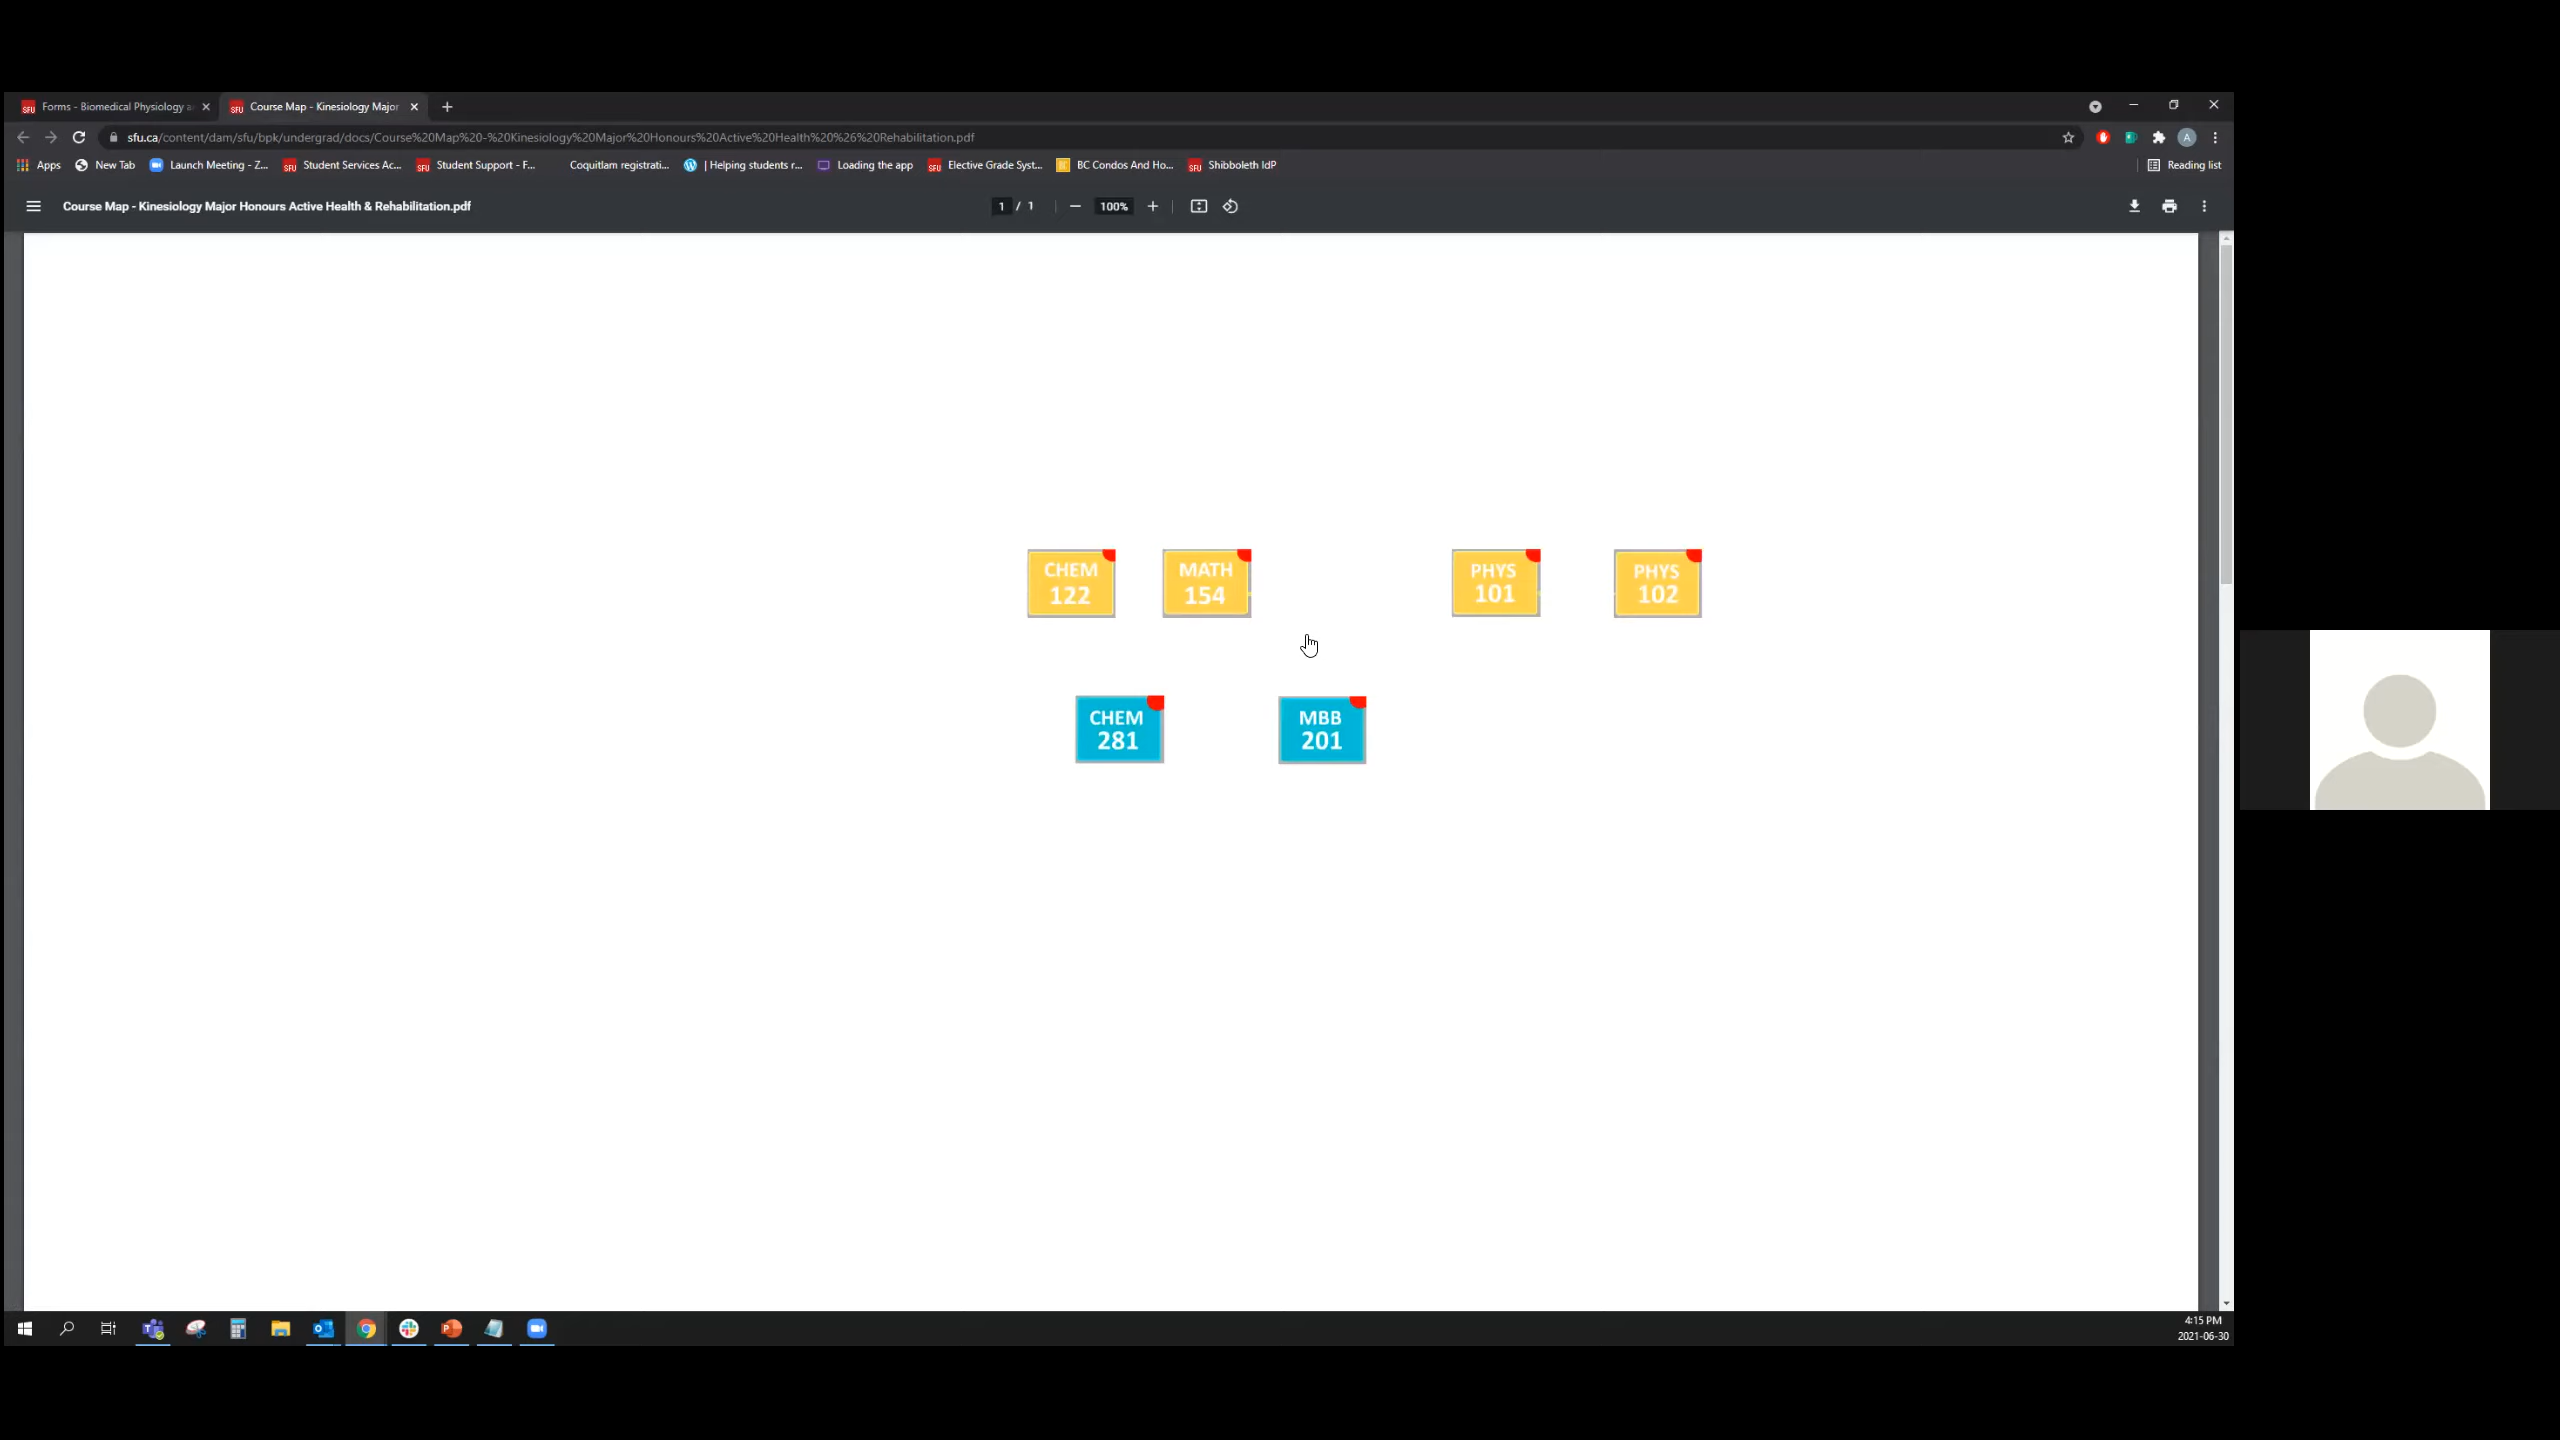 Forms - Biomedical Physiology a
Course Map - Kinesiology Major
sfu.ca/content/dam/sfu/bpk/undergrad/docs/Course%20Map%20-%20Kinesiology%20Major%20Honours%20Active%20Health%20%26%20Rehabilitation.pdf
A
Apps
New Tab
Launch Meeting - Z...
SFU
Student Services Ac...
SFU
Student Support - F...
Coquitlam registrati...
| Helping students r...
Loading the app
SFU
Elective Grade Syst...
BC Condos And Ho...
SFU
Shibboleth IdP
Reading list
Course Map - Kinesiology Major Honours Active Health & Rehabilitation.pdf
1 / 1
100%
CHEM
122
MATH
154
PHYS
101
PHYS
102
CHEM
281
MBB
201
4:15 PM
2021-06-30